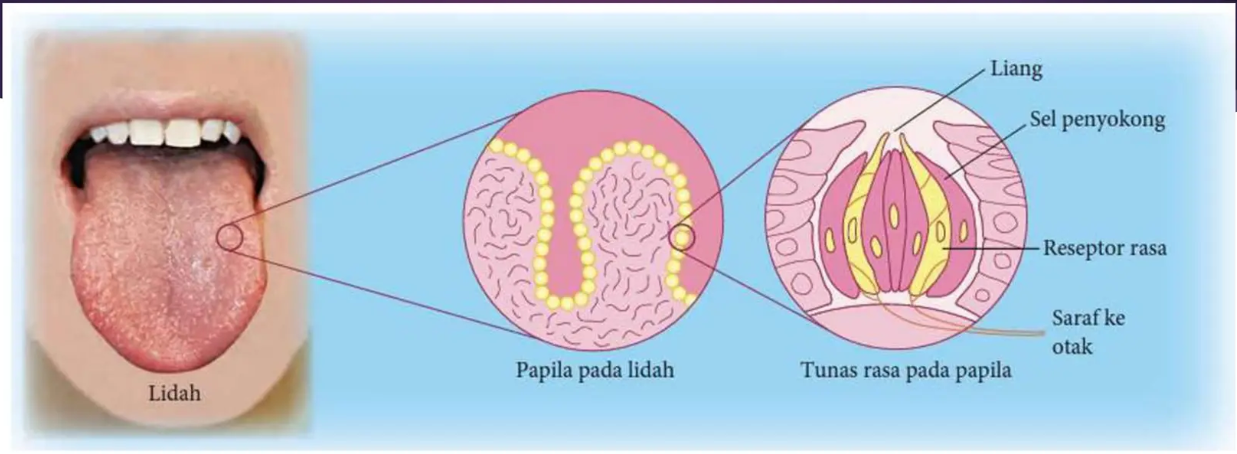 Liang
Sel penyokong
Reseptor rasa
Saraf ke
otak
Lidah
Papila pada lidah
Tunas rasa pada papila